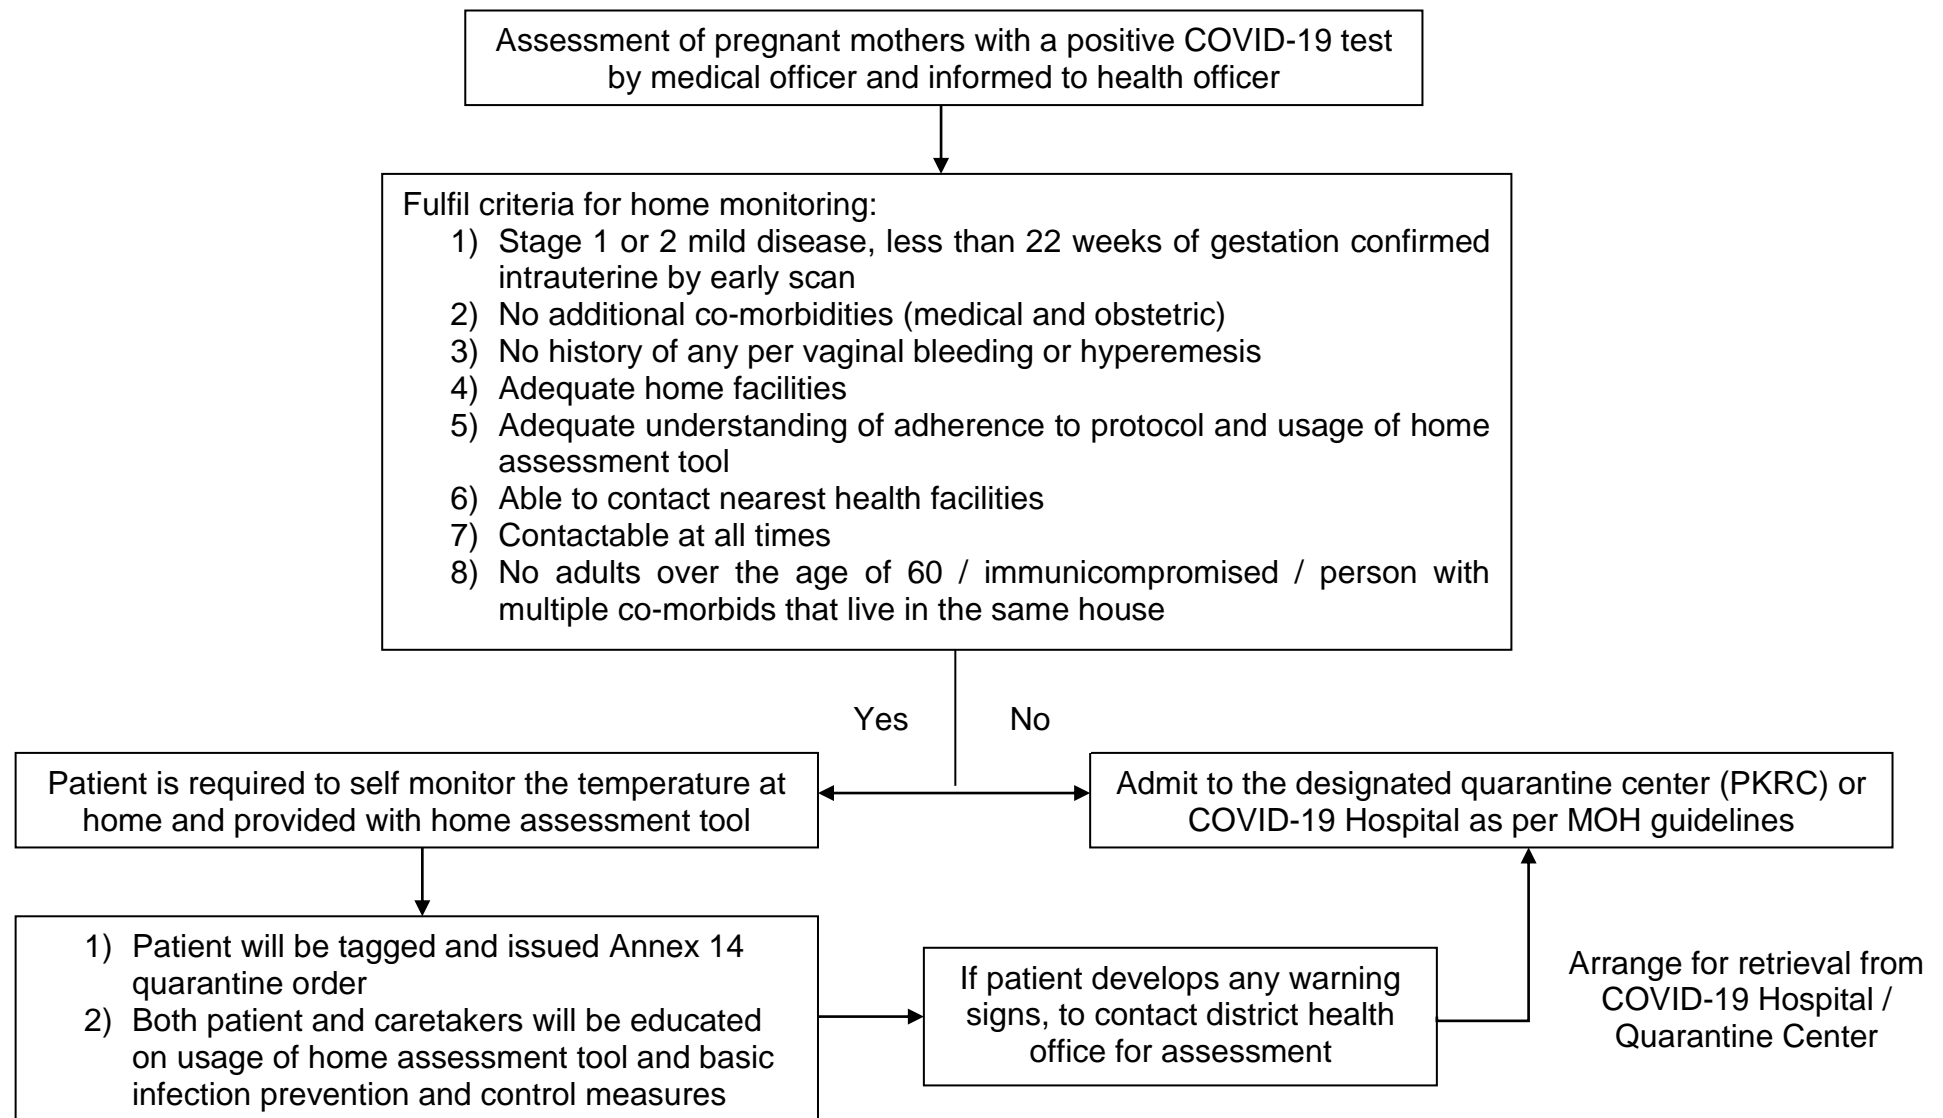 Assessment of pregnant mothers with a positive COVID-19 test
by medical officer and informed to health officer
Fulfil criteria for home monitoring:
1) Stage 1 or 2 mild disease, less than 22 weeks of gestation confirmed
intrauterine by early scan
2) No additional co-morbidities (medical and obstetric)
3) No history of any per vaginal bleeding or hyperemesis
4) Adequate home facilities
5) Adequate understanding of adherence to protocol and usage of home
assessment tool
6) Able to contact nearest health facilities
7) Contactable at all times
8) No adults over the age of 60 / immunicompromised / person with
multiple co-morbids that live in the same house
Yes
No
Patient is required to self monitor the temperature at
home and provided with home assessment tool
Admit to the designated quarantine center (PKRC) or
COVID-19 Hospital as per MOH guidelines
1) Patient will be tagged and issued Annex 14
quarantine order
2) Both patient and caretakers will be educated
on usage of home assessment tool and basic
infection prevention and control measures
If patient develops any warning
signs, to contact district health
office for assessment
Arrange for retrieval from
COVID-19 Hospital /
Quarantine Center